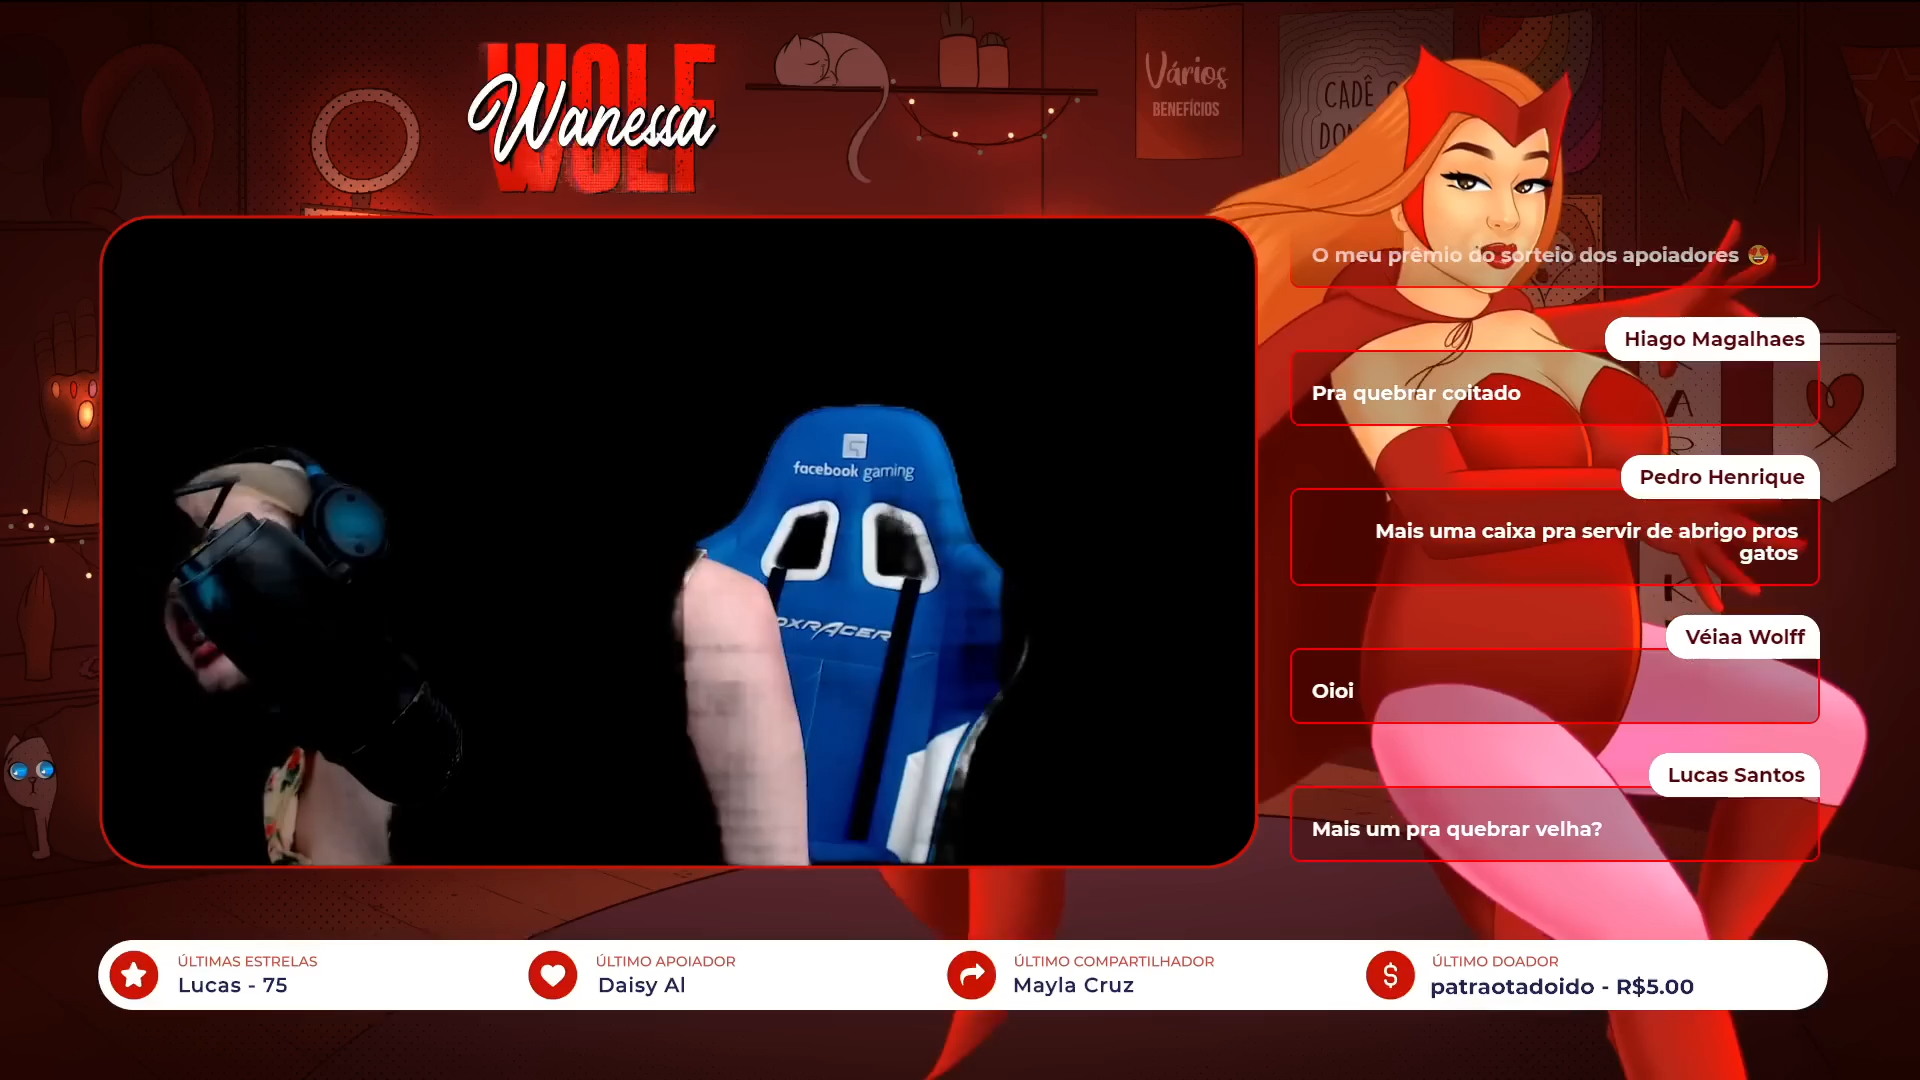 WOLF
Wanessa
Vários
BENEFÍCIOS
CADÊ O
facebook gaming
DXRACER
O meu prêmio do sorteio dos apoiadores 🤩
Hiago Magalhaes
Pra quebrar coitado
Pedro Henrique
Mais uma caixa pra servir de abrigo pros
gatos
Véiaa Wolff
Oioi
Lucas Santos
Mais um pra quebrar velha?
ÚLTIMAS ESTRELAS
Lucas - 75
ÚLTIMO APOIADOR
Daisy Al
ÚLTIMO COMPARTILHADOR
Mayla Cruz
ÚLTIMO DOADOR
patraotadoido - R$5.00